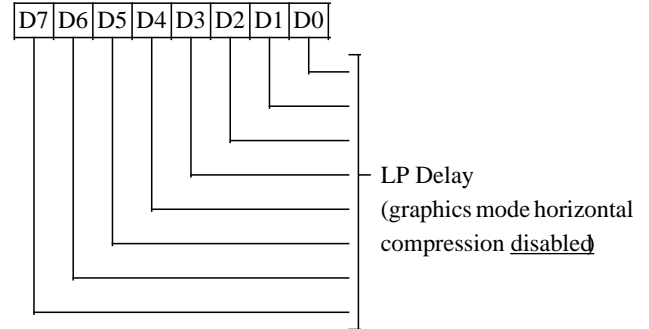 D7 D6 D5 D4 D3 D2 D1 D0
LP Delay
(graphics mode horizontal
compression disabled)